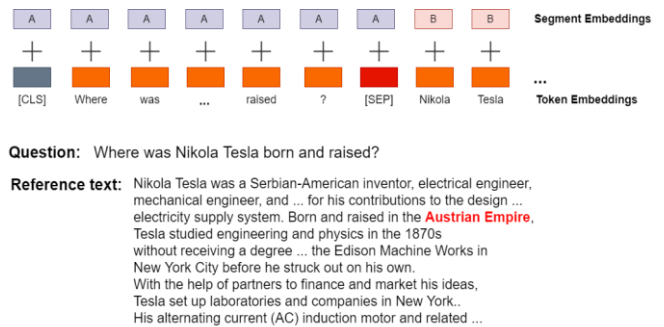 A A A A A A A B B Segment Embeddings
+ + + + + + + + +
...
[CLS] Where was ... raised ? [SEP] Nikola Tesla Token Embeddings
Question: Where was Nikola Tesla born and raised?
Reference text: Nikola Tesla was a Serbian-American inventor, electrical engineer,
mechanical engineer, and ... for his contributions to the design ...
electricity supply system. Born and raised in the Austrian Empire,
Tesla studied engineering and physics in the 1870s
without receiving a degree ... the Edison Machine Works in
New York City before he struck out on his own.
With the help of partners to finance and market his ideas,
Tesla set up laboratories and companies in New York..
His alternating current (AC) induction motor and related ...